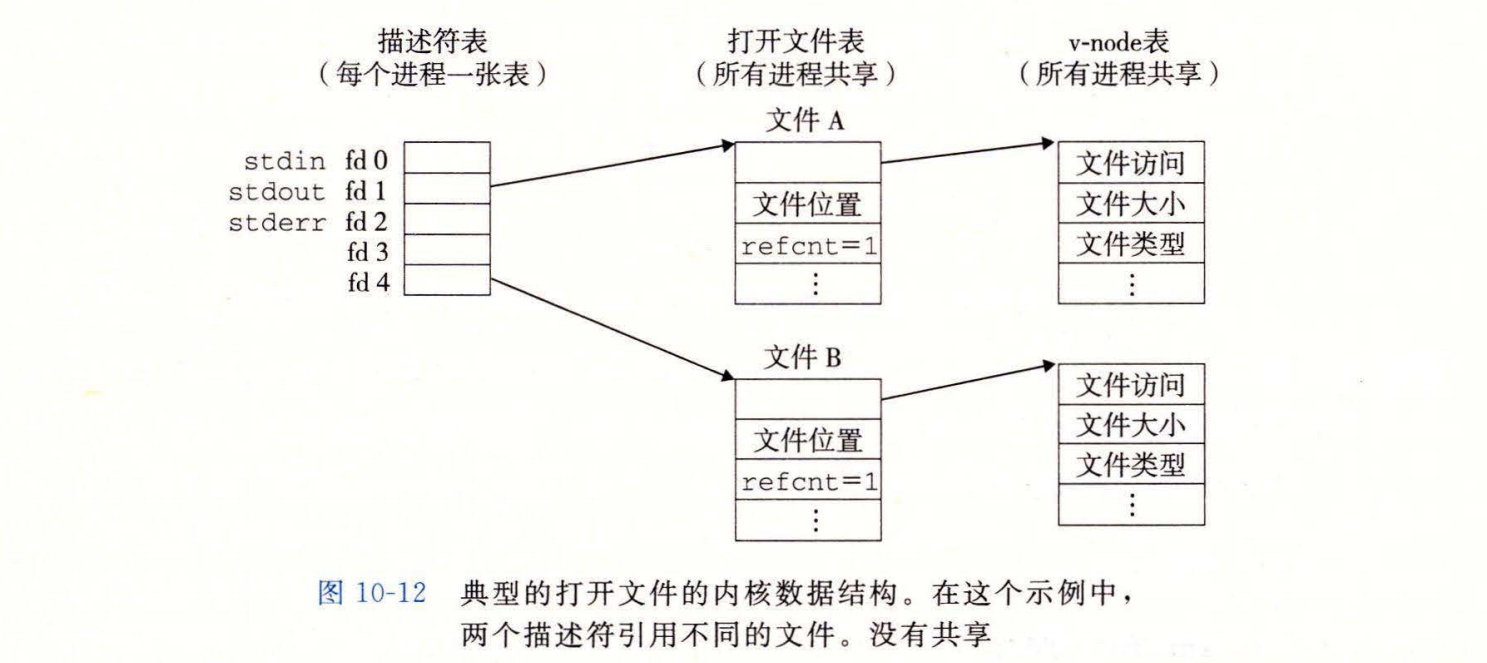 描述符表
（每个进程一张表）
打开文件表
（所有进程共享）
v-node表
（所有进程共享）
文件 A
stdin fd 0
stdout fd 1
stderr fd 2
fd 3
fd 4
文件位置
refcnt=1
⋮
文件访问
文件大小
文件类型
⋮
文件 B
文件位置
refcnt=1
⋮
文件访问
文件大小
文件类型
⋮
图 10-12 典型的打开文件的内核数据结构。在这个示例中，
两个描述符引用不同的文件。没有共享